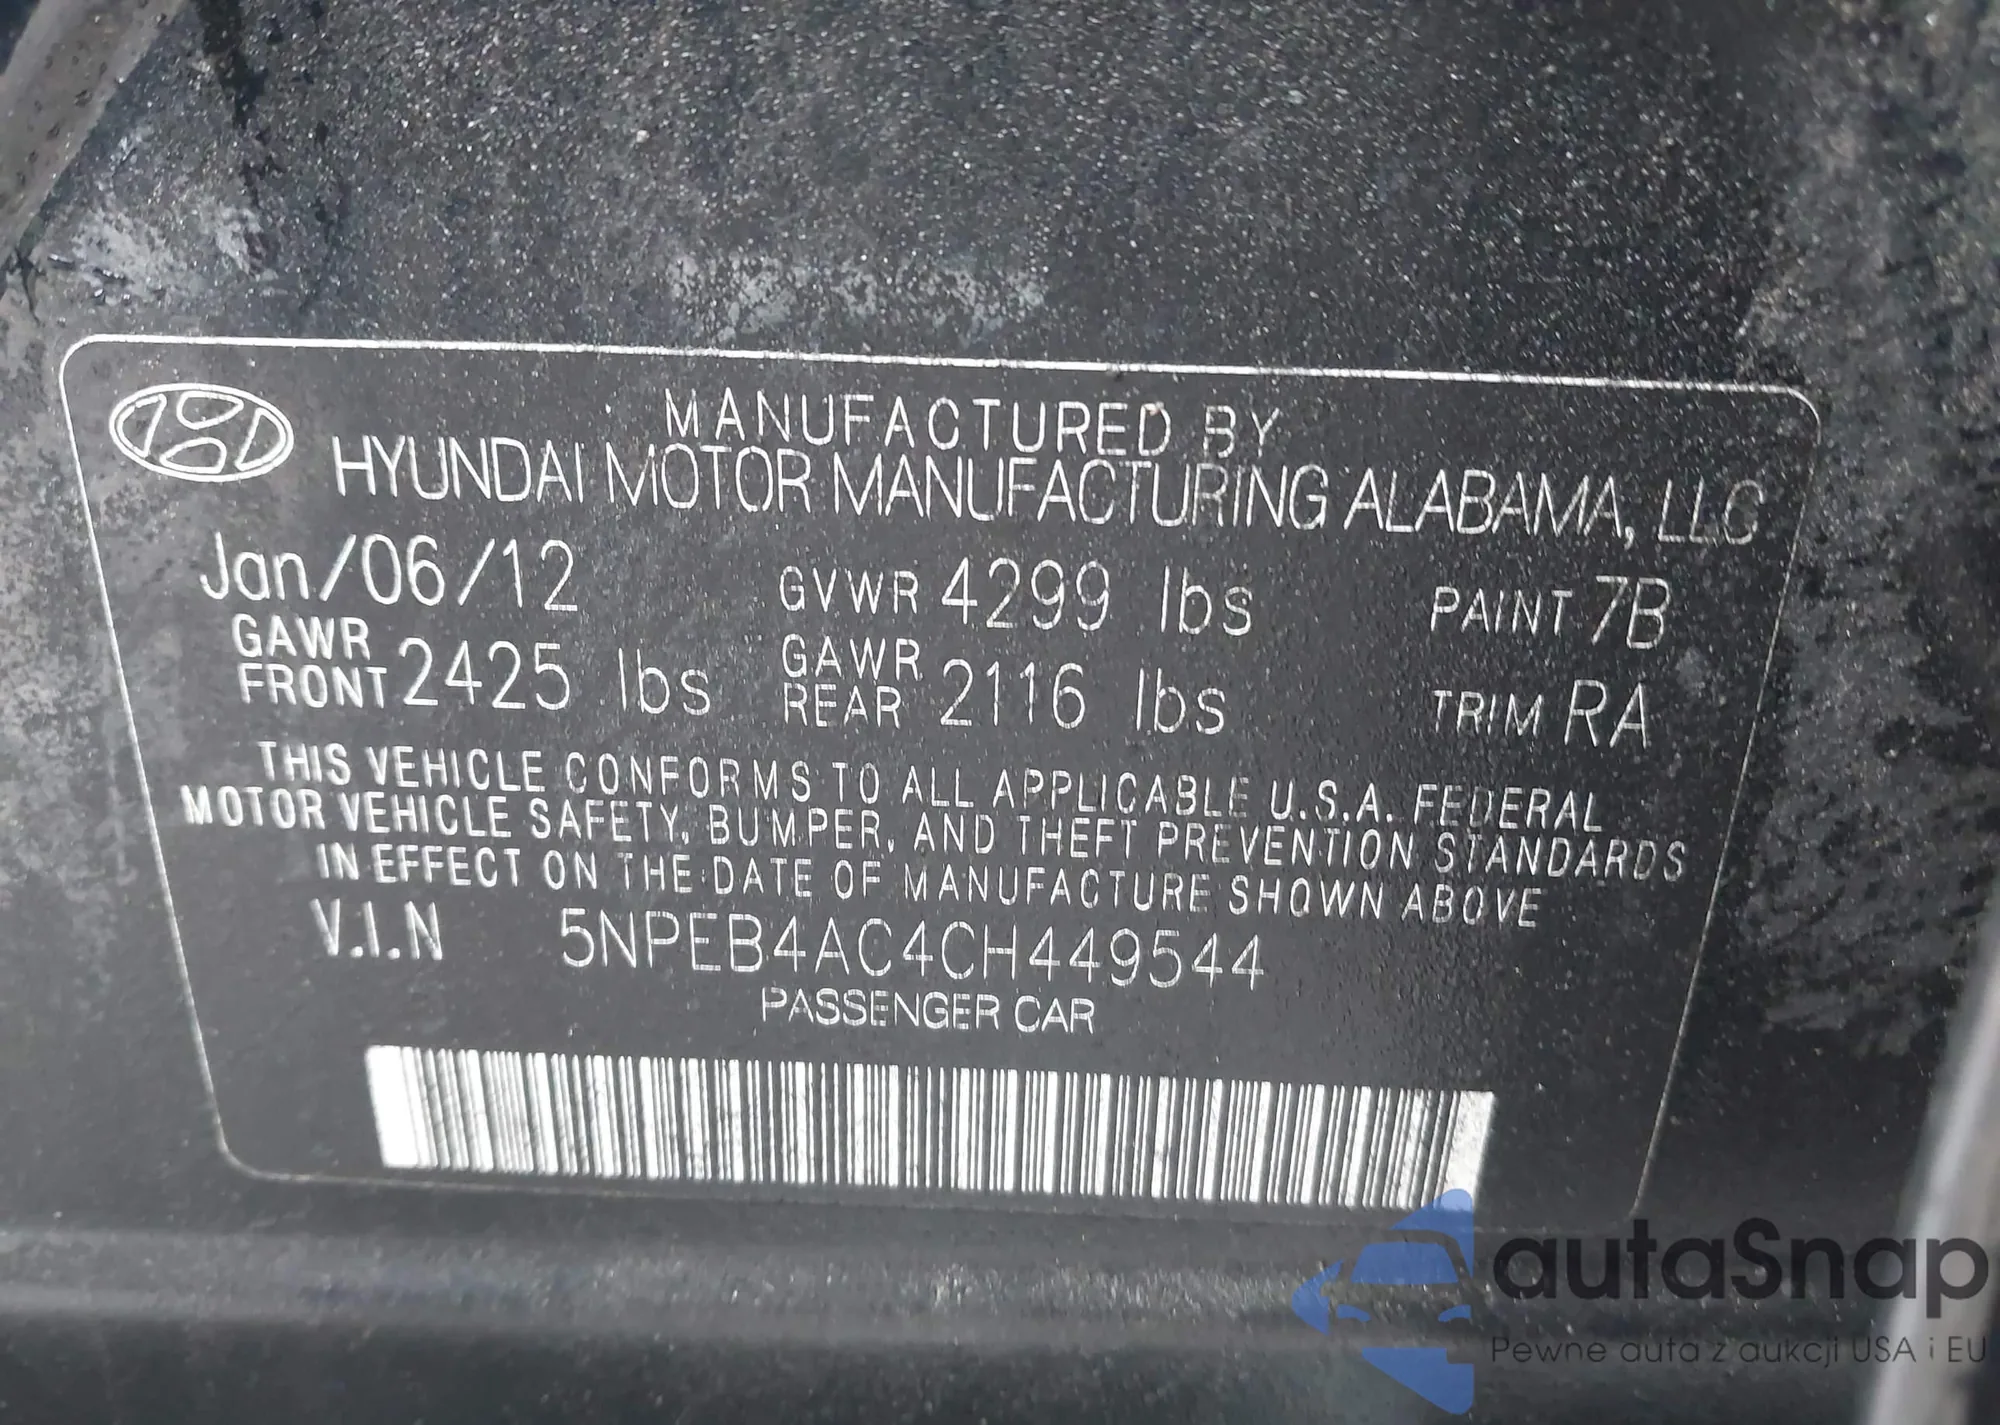 MANUFACTURED BY
HYUNDAI MOTOR MANUFACTURING ALABAMA, LLC
Jan/06/12 GVWR 4299 lbs PAINT 7B
GAWR FRONT 2425 lbs GAWR REAR 2116 lbs TRIM RA
THIS VEHICLE CONFORMS TO ALL APPLICABLE U.S.A. FEDERAL
MOTOR VEHICLE SAFETY, BUMPER, AND THEFT PREVENTION STANDARDS
IN EFFECT ON THE DATE OF MANUFACTURE SHOWN ABOVE
V.I.N 5NPEB4AC4CH449544
PASSENGER CAR
autaSnap
Pewne auta z aukcji USA i EU